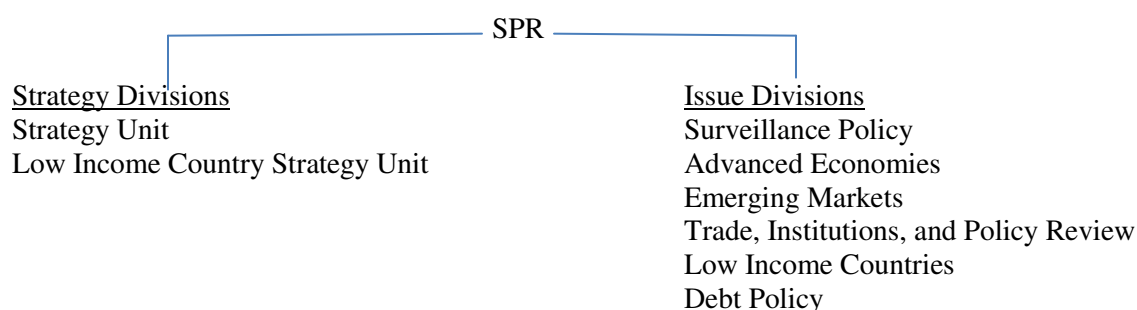 SPR
Strategy Divisions
Strategy Unit
Low Income Country Strategy Unit
Issue Divisions
Surveillance Policy
Advanced Economies
Emerging Markets
Trade, Institutions, and Policy Review
Low Income Countries
Debt Policy